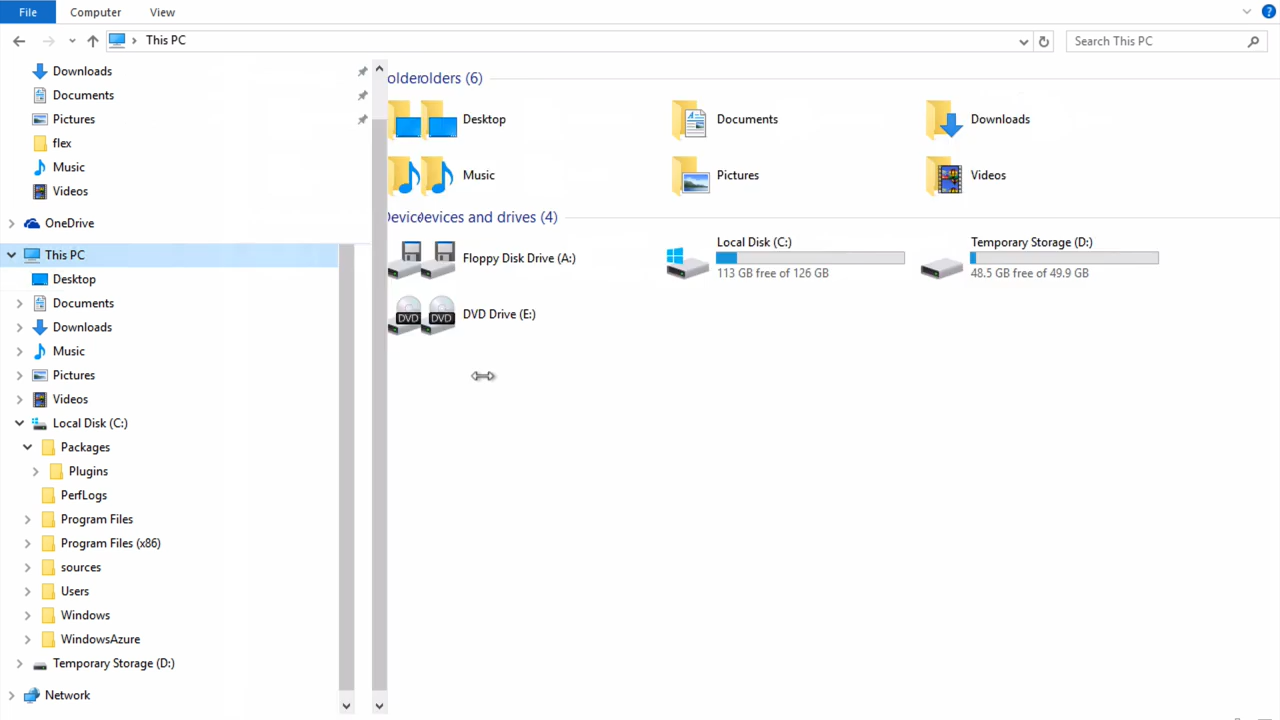 File Computer View ?
This PC Search This PC
Downloads
Documents
Pictures
flex
Music
Videos
OneDrive
This PC
Desktop
Documents
Downloads
Music
Pictures
Videos
Local Disk (C:)
Packages
Plugins
PerfLogs
Program Files
Program Files (x86)
sources
Users
Windows
WindowsAzure
Temporary Storage (D:)
Network
olderolders (6)
Desktop
Documents
Downloads
Music
Pictures
Videos
Devicevices and drives (4)
Floppy Disk Drive (A:)
Local Disk (C:)
113 GB free of 126 GB
Temporary Storage (D:)
48.5 GB free of 49.9 GB
DVD
DVD
DVD Drive (E:)